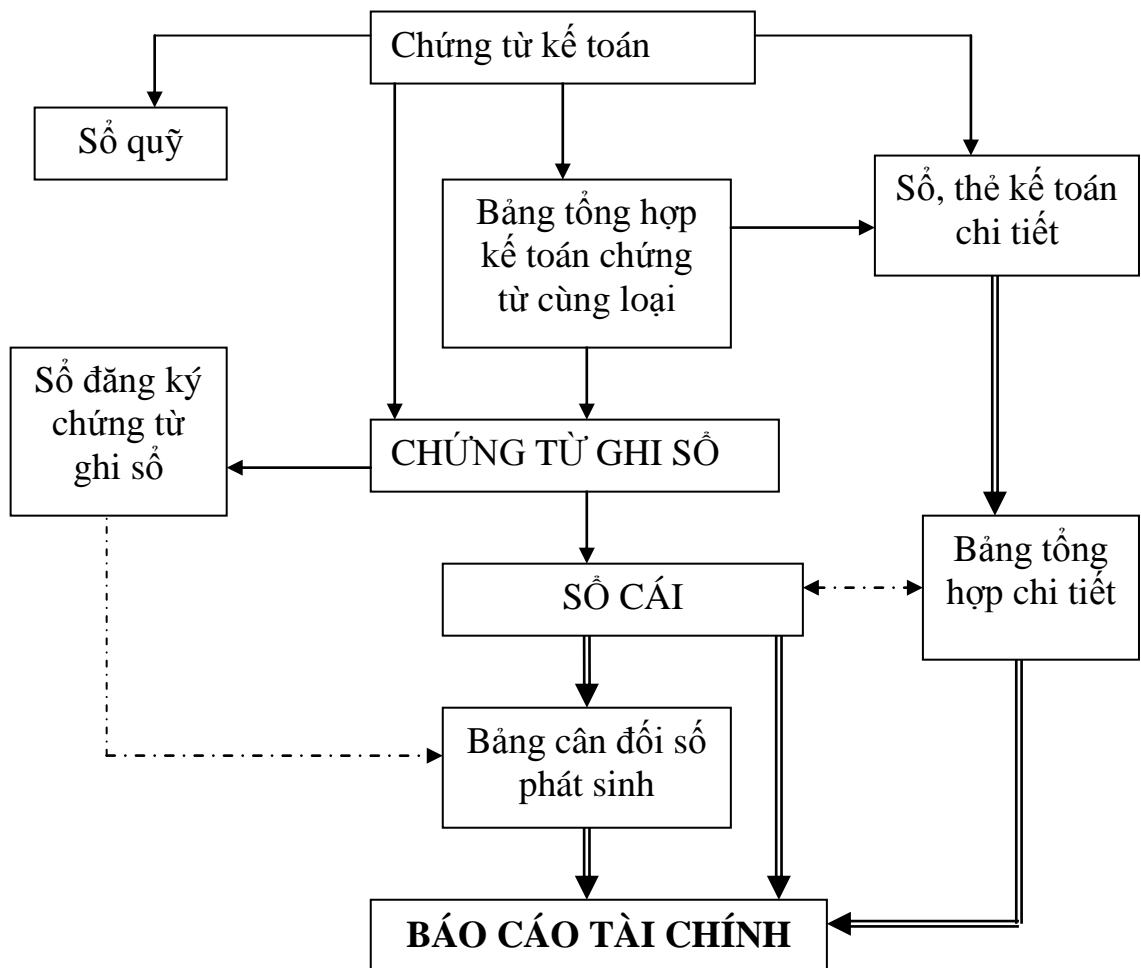 Chứng từ kế toán
Sổ quỹ
Bảng tổng hợp
kế toán chứng
từ cùng loại
Sổ, thẻ kế toán
chi tiết
Sổ đăng ký
chứng từ
ghi sổ
CHỨNG TỪ GHI SỔ
SỔ CÁI
Bảng tổng
hợp chi tiết
Bảng cân đối số
phát sinh
BÁO CÁO TÀI CHÍNH